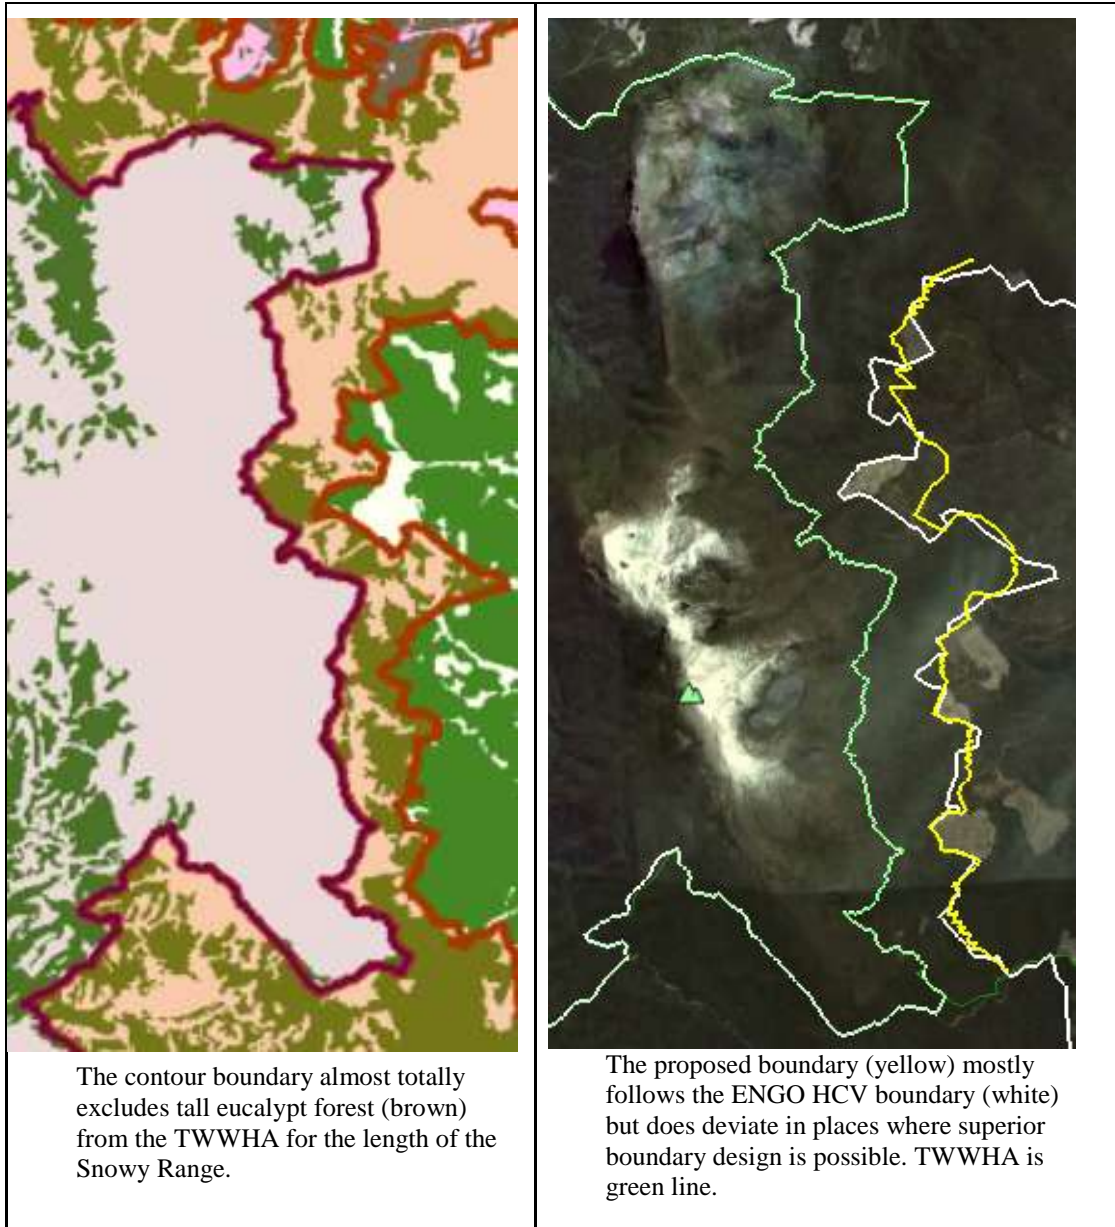 The contour boundary almost totally
excludes tall eucalypt forest (brown)
from the TWWHA for the length of the
Snowy Range.
The proposed boundary (yellow) mostly
follows the ENGO HCV boundary (white)
but does deviate in places where superior
boundary design is possible. TWWHA is
green line.